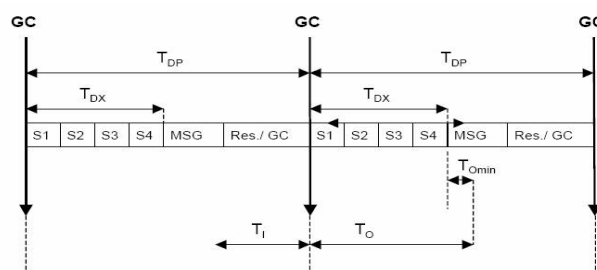 GC GC GC
T_DP T_DP
T_DX T_DX
S1 S2 S3 S4 MSG Res./ GC S1 S2 S3 S4 MSG Res./ GC
T_Omin
T_I T_O